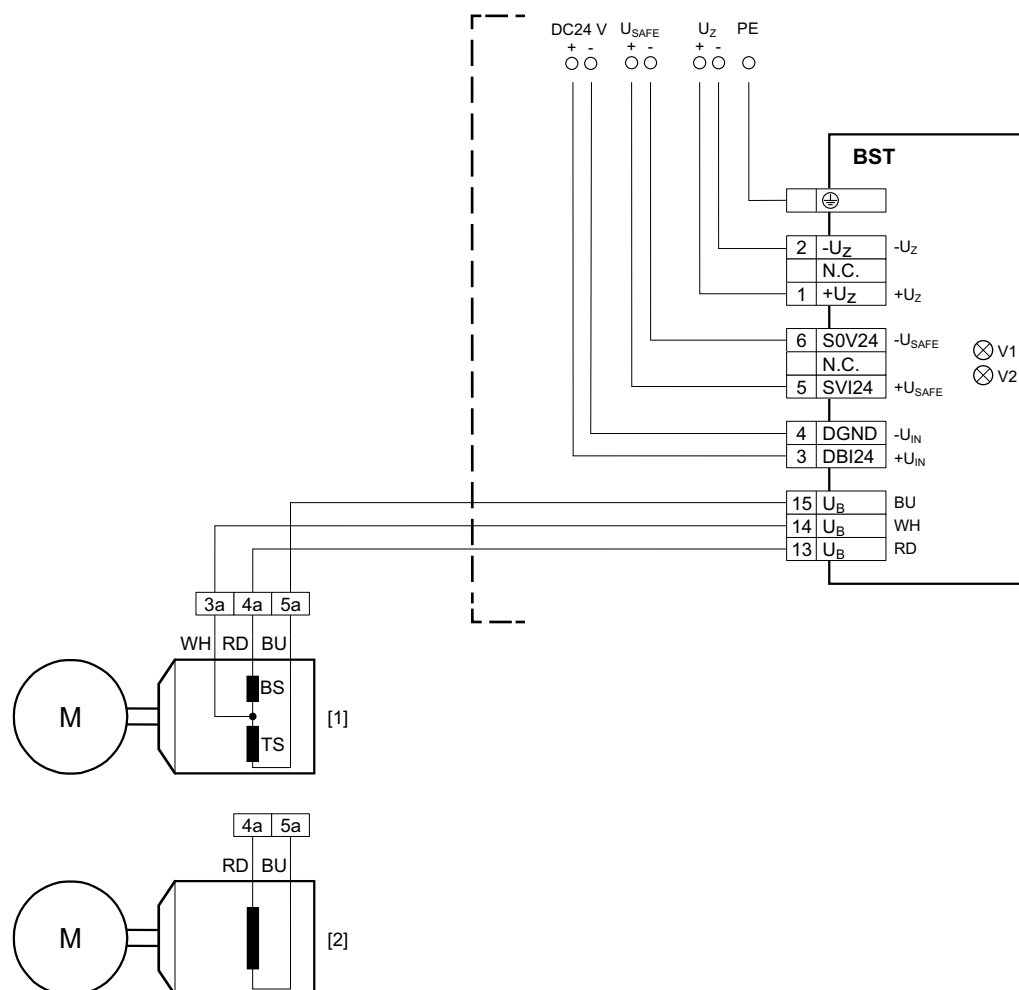 DC24 V USAFE UZ PE
+ - + - + -
BST
2 -UZ -UZ
N.C.
1 +UZ +UZ
6 S0V24 -USAFE
N.C.
5 SVI24 +USAFE
V1
V2
4 DGND -UIN
3 DBI24 +UIN
15 UB BU
14 UB WH
13 UB RD
3a 4a 5a
WH RD BU
BS
M [1]
TS
4a 5a
RD BU
M [2]